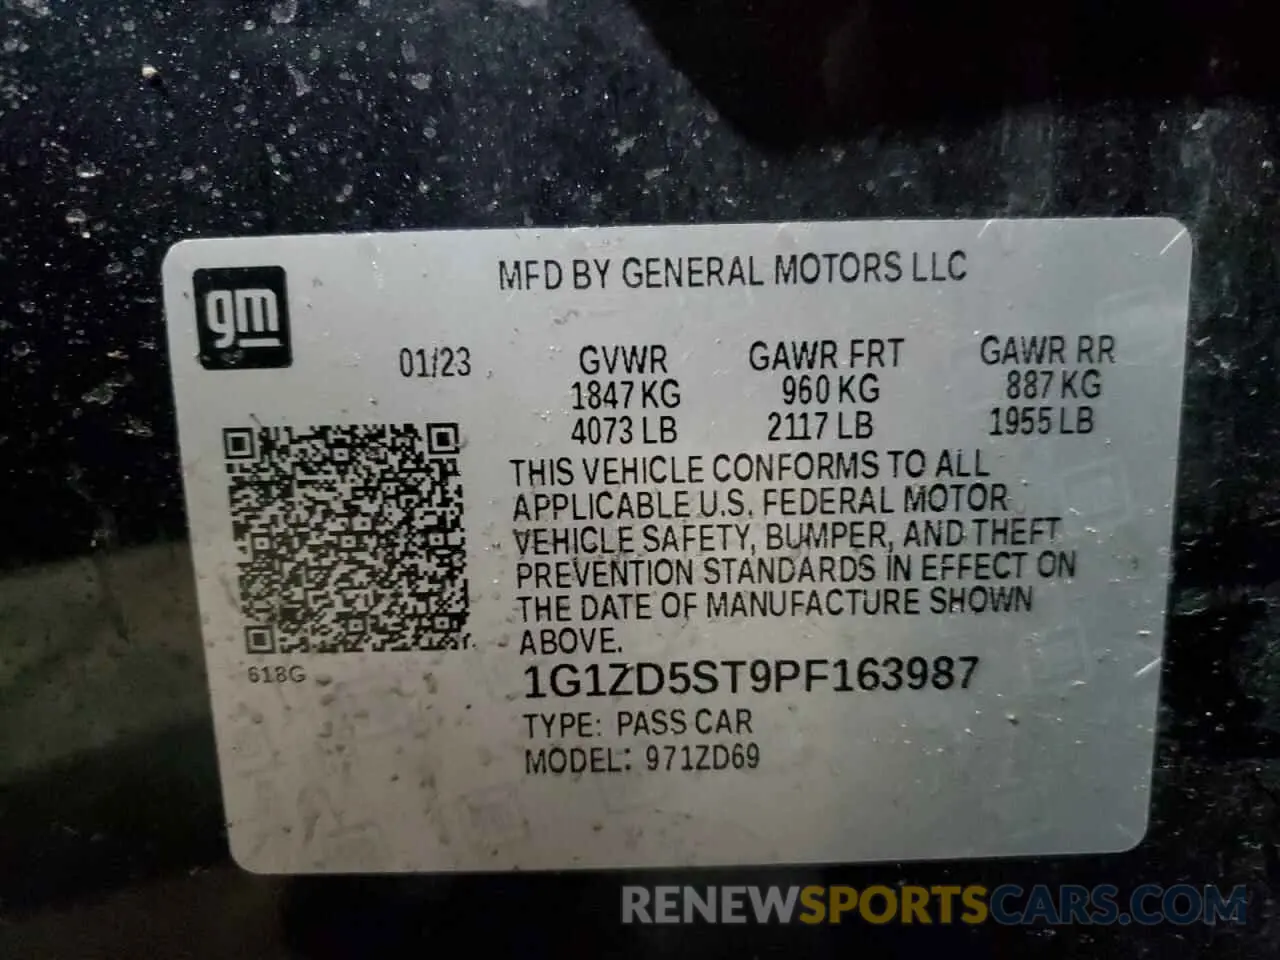 gm
MFD BY GENERAL MOTORS LLC
01/23 GVWR GAWR FRT GAWR RR
1847 KG 960 KG 887 KG
4073 LB 2117 LB 1955 LB
THIS VEHICLE CONFORMS TO ALL
APPLICABLE U.S. FEDERAL MOTOR
VEHICLE SAFETY, BUMPER, AND THEFT
PREVENTION STANDARDS IN EFFECT ON
THE DATE OF MANUFACTURE SHOWN
ABOVE.
618G
1G1ZD5ST9PF163987
TYPE: PASS CAR
MODEL: 971ZD69
RENEWSPORTSCARS.COM